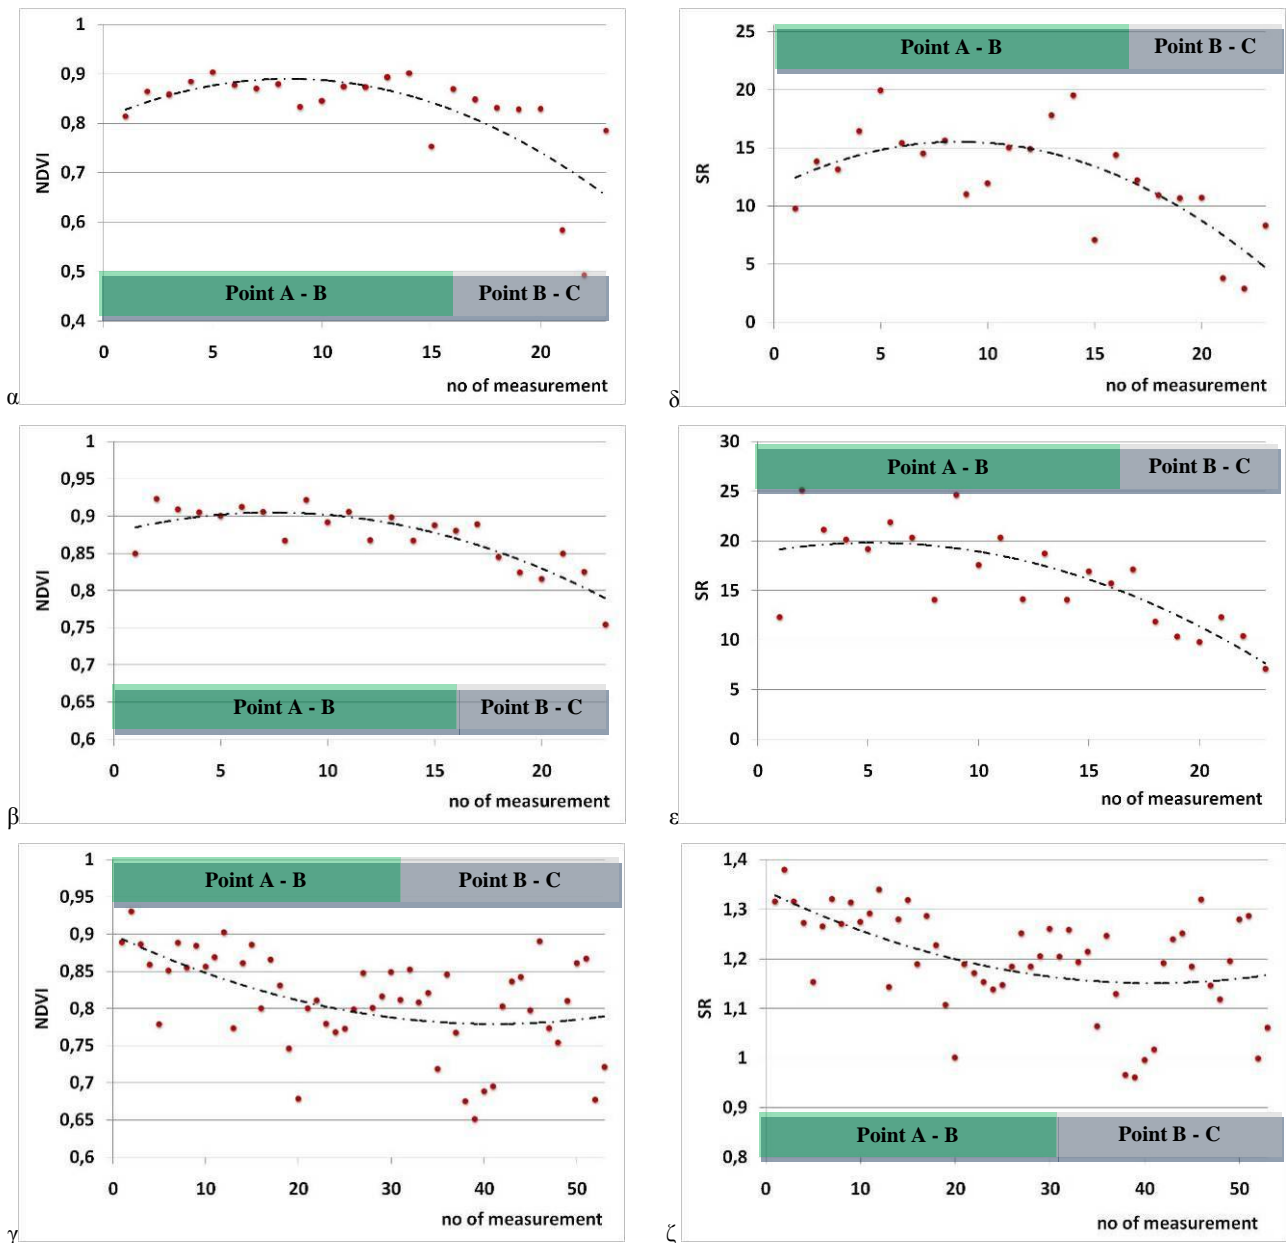 1
0,9
0,8
0,7
0,6
0,5
0,4
NDVI
Point A - B
Point B - C
0 5 10 15 20
no of measurement
α
25
20
15
10
5
0
SR
Point A - B
Point B - C
0 5 10 15 20
no of measurement
δ
1
0,95
0,9
0,85
0,8
0,75
0,7
0,65
0,6
NDVI
Point A - B
Point B - C
0 5 10 15 20
no of measurement
β
30
25
20
15
10
5
0
SR
Point A - B
Point B - C
0 5 10 15 20
no of measurement
ε
1
0,95
0,9
0,85
0,8
0,75
0,7
0,65
0,6
NDVI
Point A - B
Point B - C
0 10 20 30 40 50
no of measurement
γ
1,4
1,3
1,2
1,1
1
0,9
0,8
SR
Point A - B
Point B - C
0 10 20 30 40 50
no of measurement
ζ